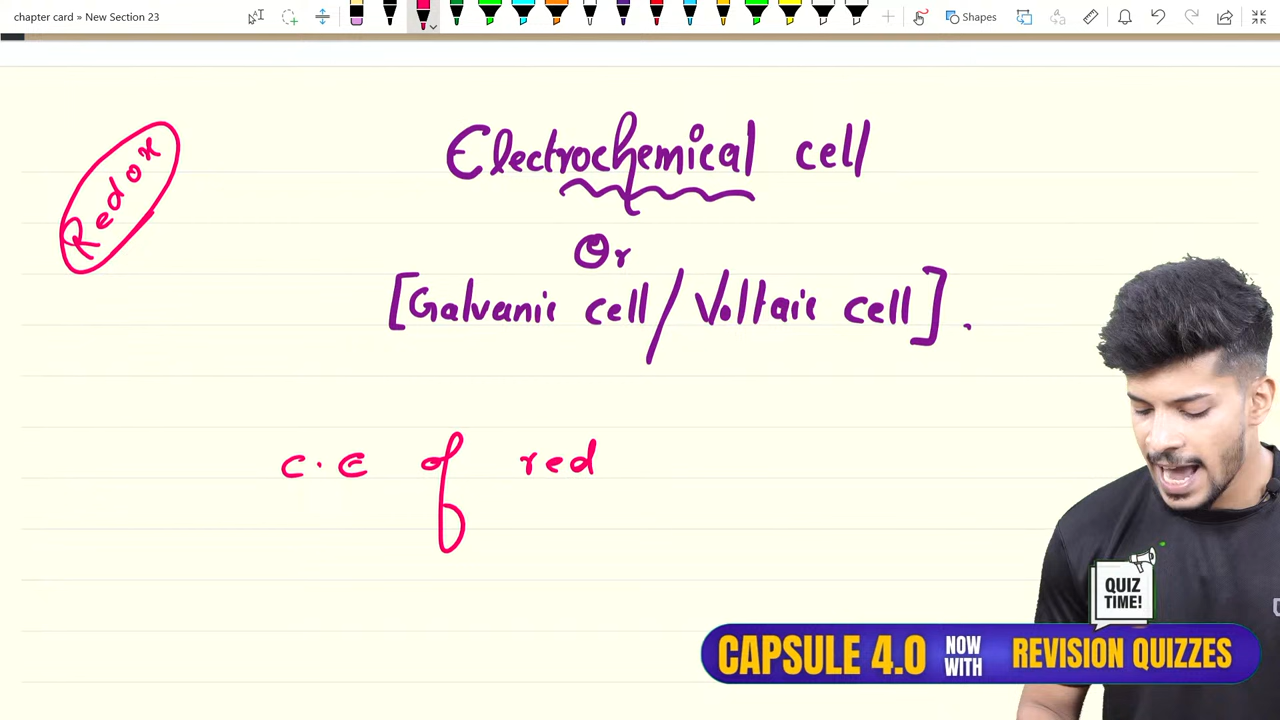 chapter card » New Section 23
Shapes
Redox
Electrochemical cell
Or
[Galvanic cell/Voltaic cell].
C.E of red
QUIZ
TIME!
CAPSULE 4.0 NOW WITH REVISION QUIZZES